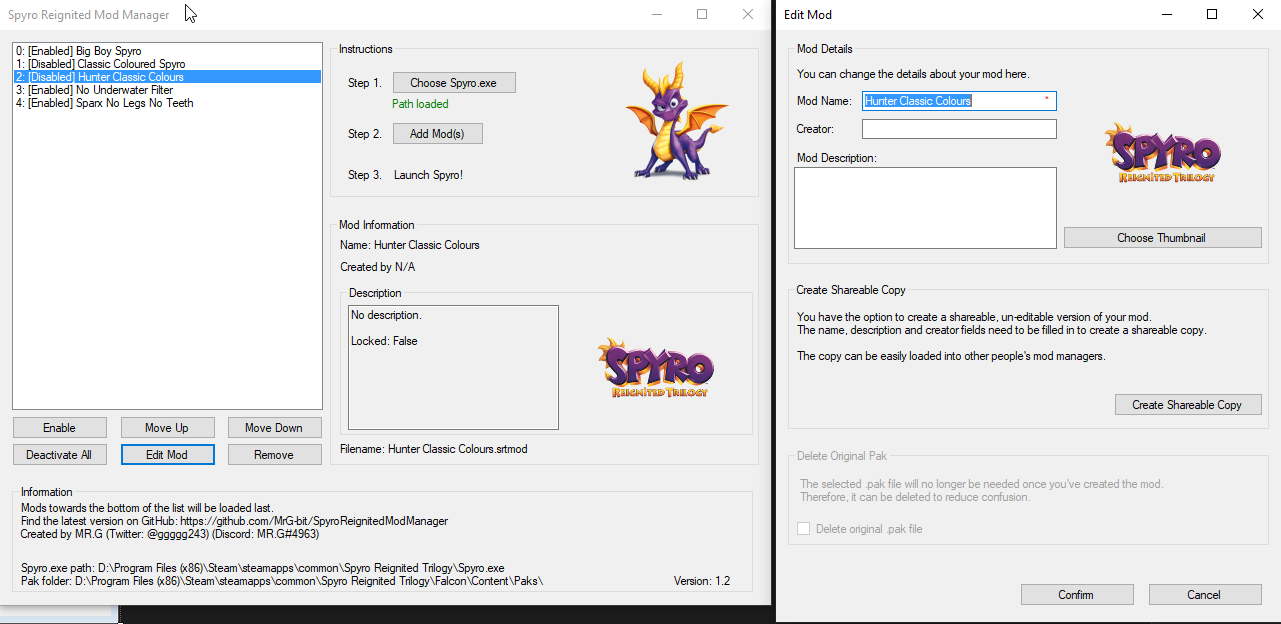 Spyro Reignited Mod Manager
0: [Enabled] Big Boy Spyro
1: [Disabled] Classic Coloured Spyro
2: [Disabled] Hunter Classic Colours
3: [Enabled] No Underwater Filter
4: [Enabled] Sparx No Legs No Teeth
Enable
Move Up
Move Down
Deactivate All
Edit Mod
Remove
Instructions
Step 1.
Choose Spyro.exe
Path loaded
Step 2.
Add Mod(s)
Step 3.
Launch Spyro!
Mod Information
Name: Hunter Classic Colours
Created by N/A
Description
No description.
Locked: False
SPYRO
REIGNITED TRILOGY
Filename: Hunter Classic Colours.srtmod
Information
Mods towards the bottom of the list will be loaded last.
Find the latest version on GitHub: https://github.com/MrG-bit/SpyroReignitedModManager
Created by MR.G (Twitter: @ggggg243) (Discord: MR.G#4963)
Spyro.exe path: D:\Program Files (x86)\Steam\steamapps\common\Spyro Reignited Trilogy\Spyro.exe
Pak folder: D:\Program Files (x86)\Steam\steamapps\common\Spyro Reignited Trilogy\Falcon\Content\Paks\
Version: 1.2
Edit Mod
Mod Details
You can change the details about your mod here.
Mod Name:
Hunter Classic Colours
*
Creator:
Mod Description:
SPYRO
REIGNITED TRILOGY
Choose Thumbnail
Create Shareable Copy
You have the option to create a shareable, un-editable version of your mod.
The name, description and creator fields need to be filled in to create a shareable copy.
The copy can be easily loaded into other people's mod managers.
Create Shareable Copy
Delete Original Pak
The selected .pak file will no longer be needed once you've created the mod.
Therefore, it can be deleted to reduce confusion.
Delete original .pak file
Confirm
Cancel